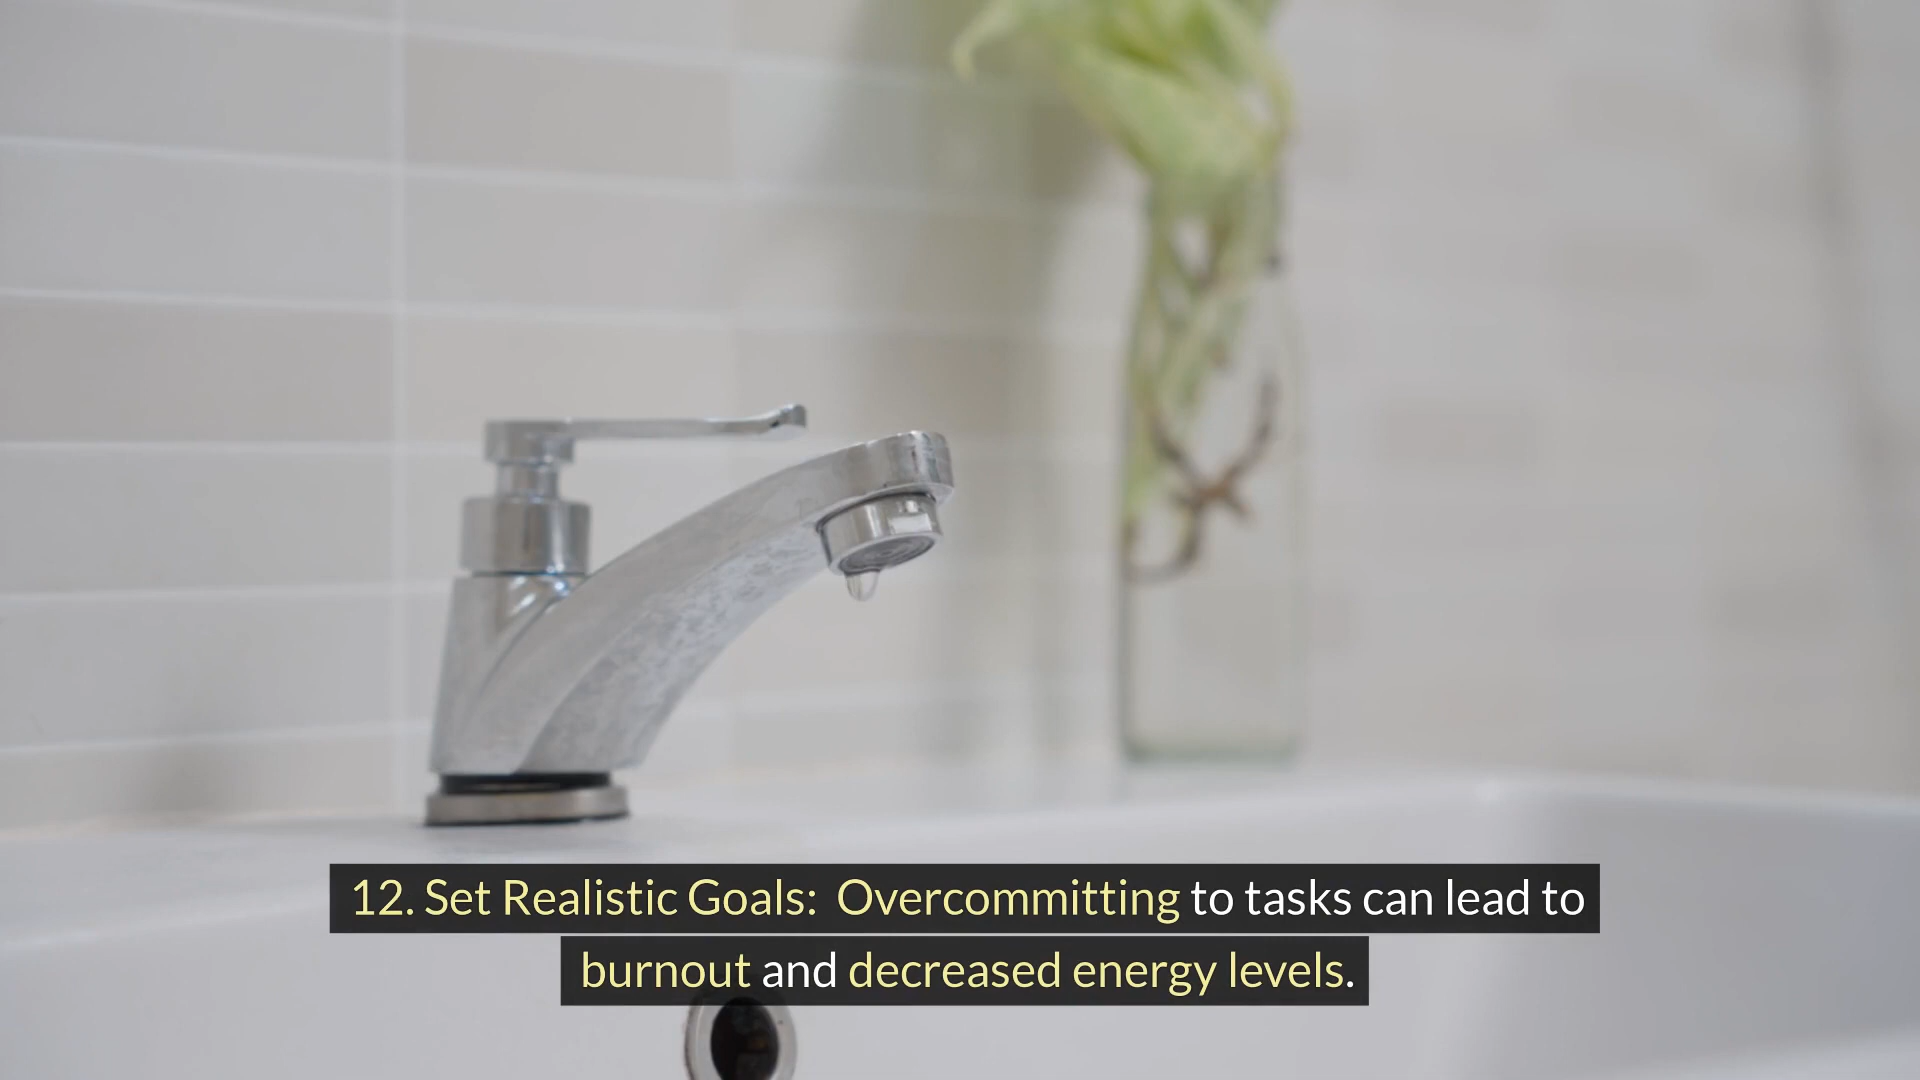 12. Set Realistic Goals: Overcommitting to tasks can lead to
burnout and decreased energy levels.